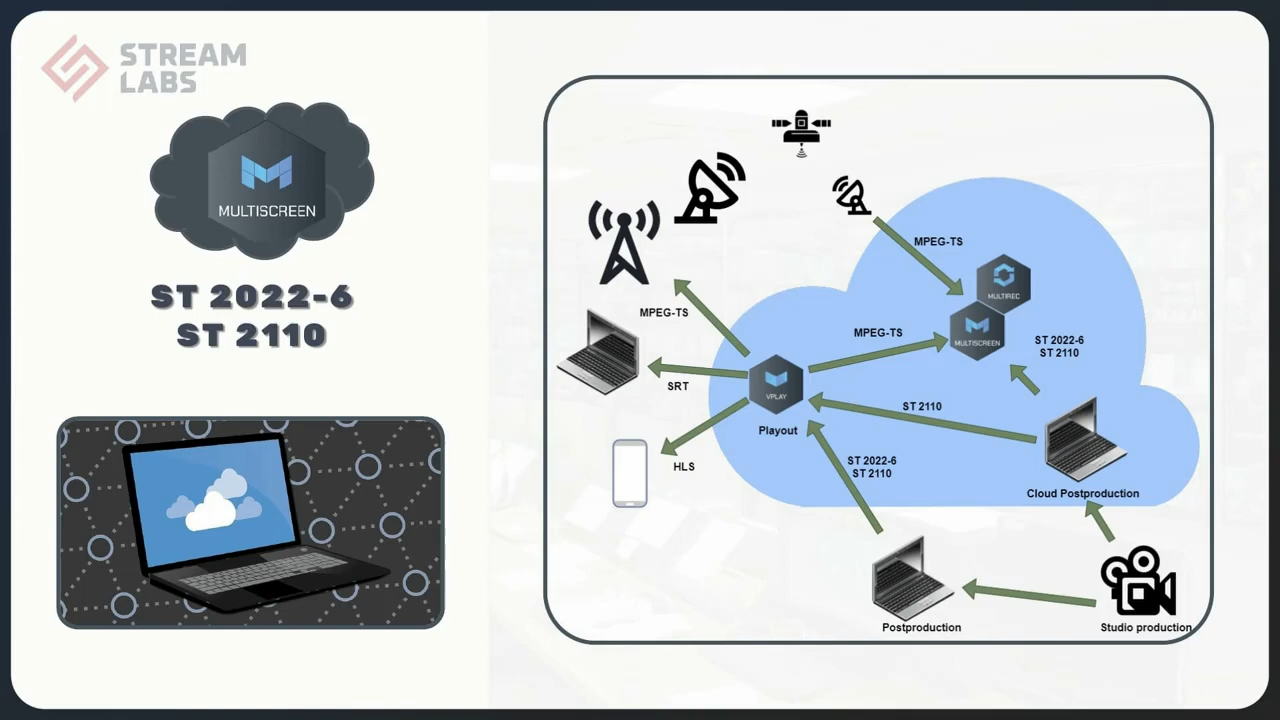 STREAM
LABS
MULTISCREEN
ST 2022-6
ST 2110
MPEG-TS
MULTIREC
MULTISCREEN
MPEG-TS
MPEG-TS
ST 2022-6
ST 2110
SRT
VPLAY
Playout
ST 2110
HLS
ST 2022-6
ST 2110
Cloud Postproduction
Postproduction
Studio production